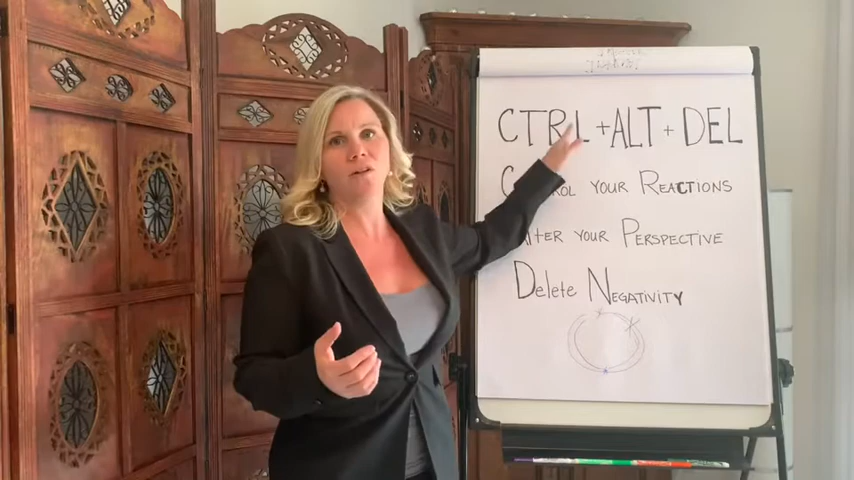 CTRL + ALT + DEL
YOUR REACTIONS
YOUR PERSPECTIVE
DELETE NEGATIVITY